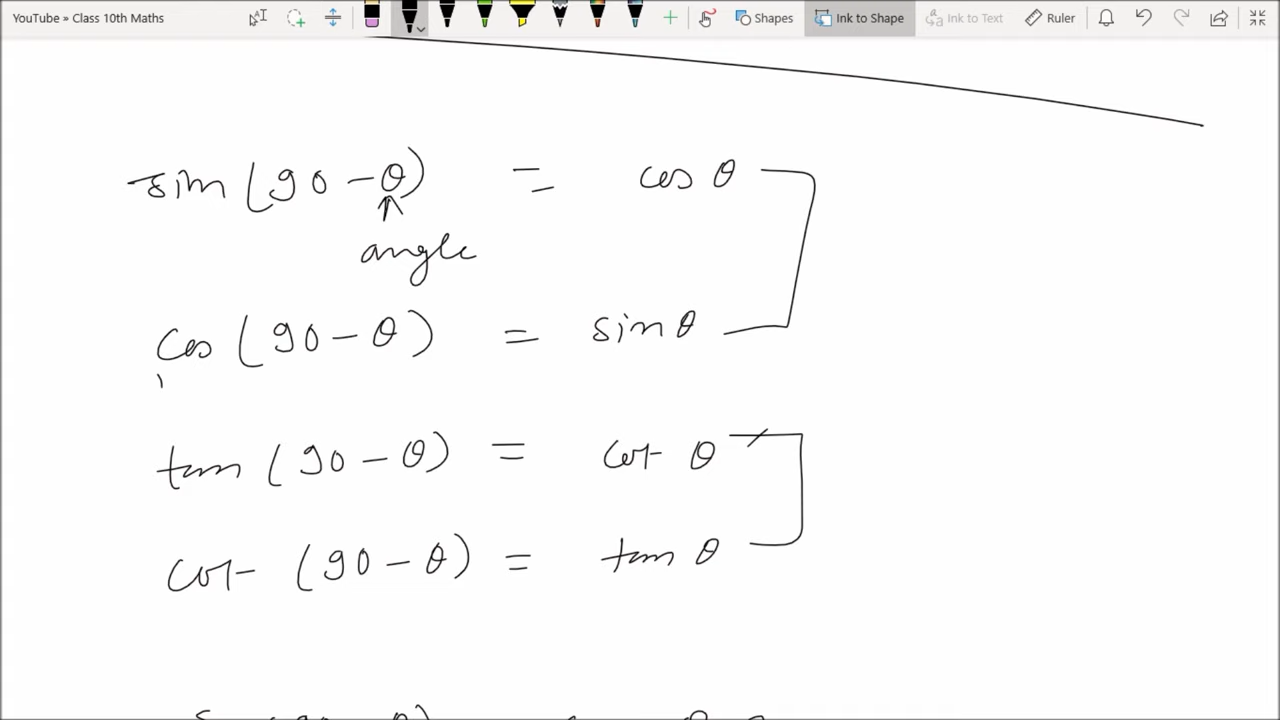 YouTube » Class 10th Maths
Shapes
Ink to Shape
Ink to Text
Ruler
sin (90 - θ) = cos θ
angle
cos (90 - θ) = sin θ
tan (90 - θ) = cot θ
cot (90 - θ) = tan θ